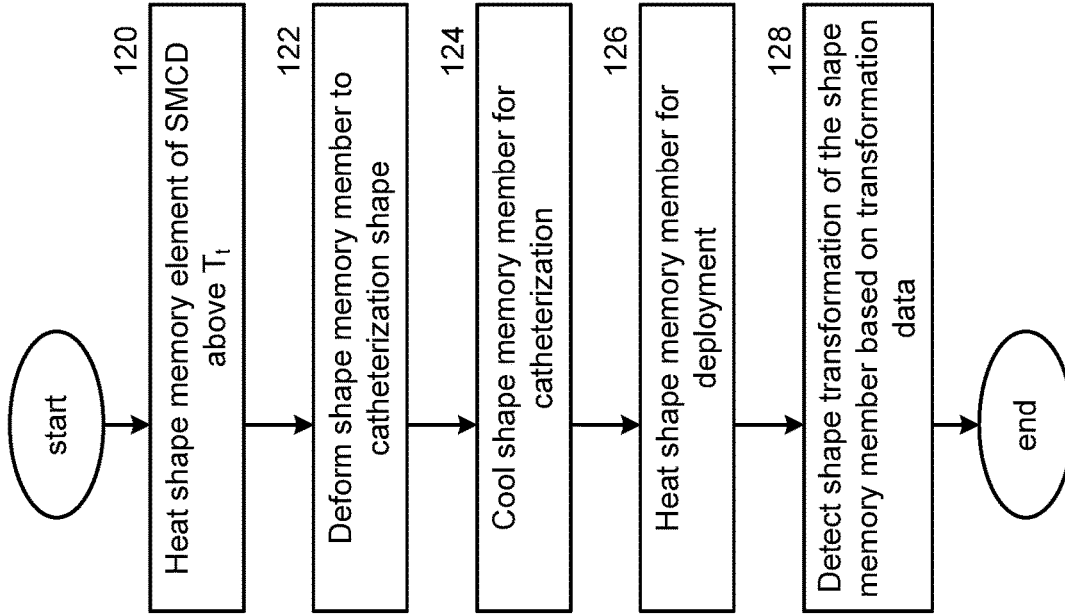 start
120
Heat shape memory element of SMCD
above Tₜ
122
Deform shape memory member to
catheterization shape
124
Cool shape memory member for
catheterization
126
Heat shape memory member for
deployment
128
Detect shape transformation of the shape
memory member based on transformation
data
end